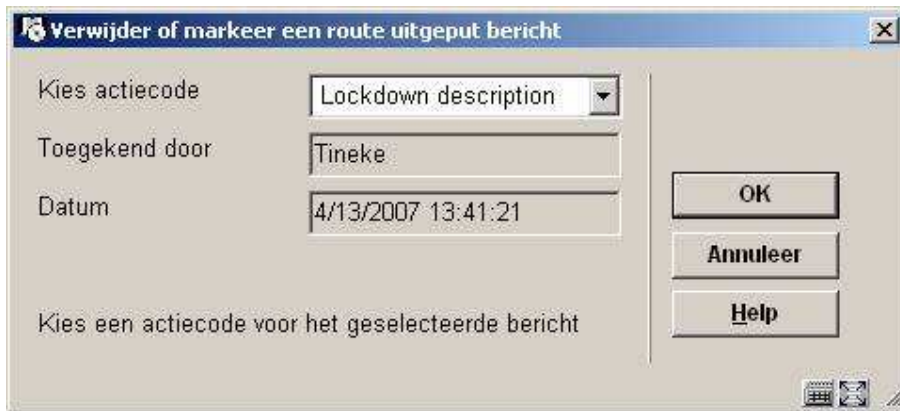 Verwijder of markeer een route uitgeput bericht
Kies actiecode
Lockdown description
Toegekend door
Tineke
Datum
4/13/2007 13:41:21
OK
Annuleer
Help
Kies een actiecode voor het geselecteerde bericht